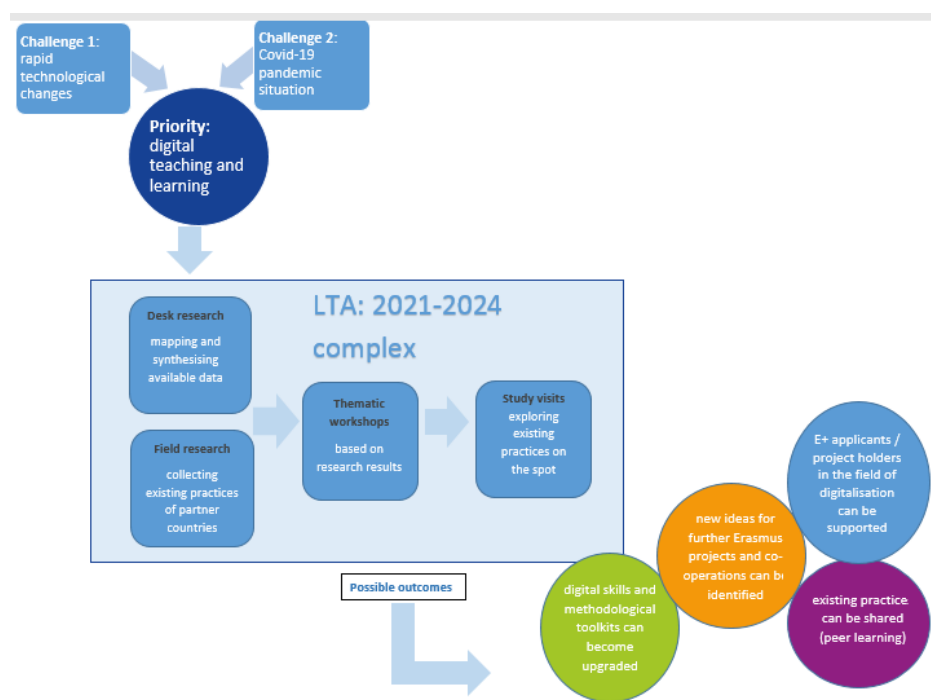 Challenge 1:
rapid
technological
changes
Challenge 2:
Covid-19
pandemic
situation
Priority:
digital
teaching and
learning
LTA: 2021-2024
complex
Desk research
mapping and
synthesising
available data
Field research
collecting
existing practices
of partner
countries
Thematic
workshops
based on
research results
Study visits
exploring
existing
practices on
the spot
Possible outcomes
digital skills and
methodological
toolkits can
become
upgraded
new ideas for
further Erasmus
projects and co-
operations can be
identified
E+ applicants /
project holders
in the field of
digitalisation
can be
supported
existing practice
can be shared
(peer learning)